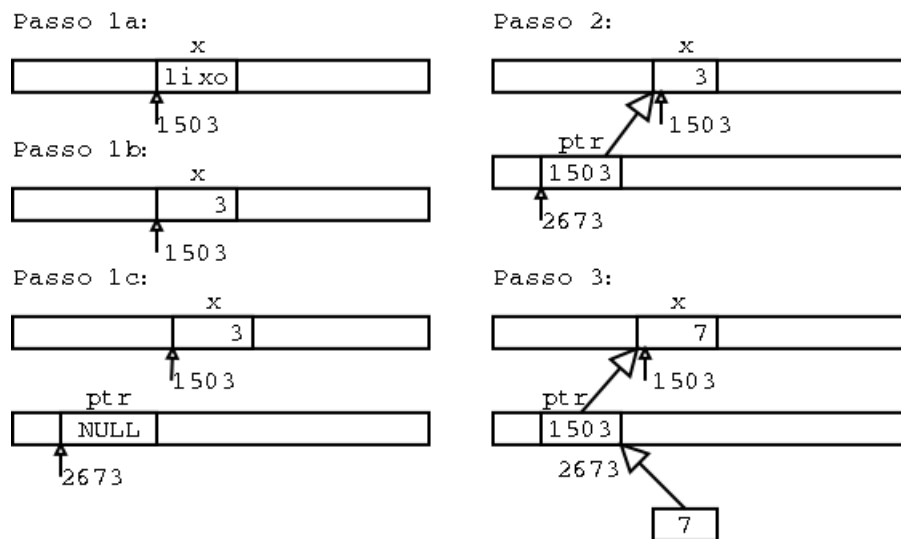 Passo 1a:
x
lixo
1503
Passo 1b:
x
3
1503
Passo 1c:
x
3
1503
ptr
NULL
2673
Passo 2:
x
3
1503
ptr
1503
2673
Passo 3:
x
7
1503
ptr
1503
2673
7